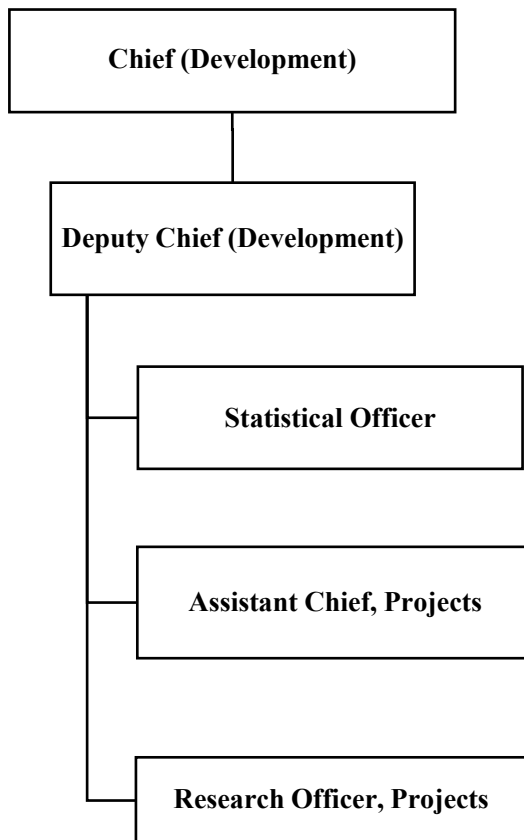 Chief (Development)
Deputy Chief (Development)
Statistical Officer
Assistant Chief, Projects
Research Officer, Projects